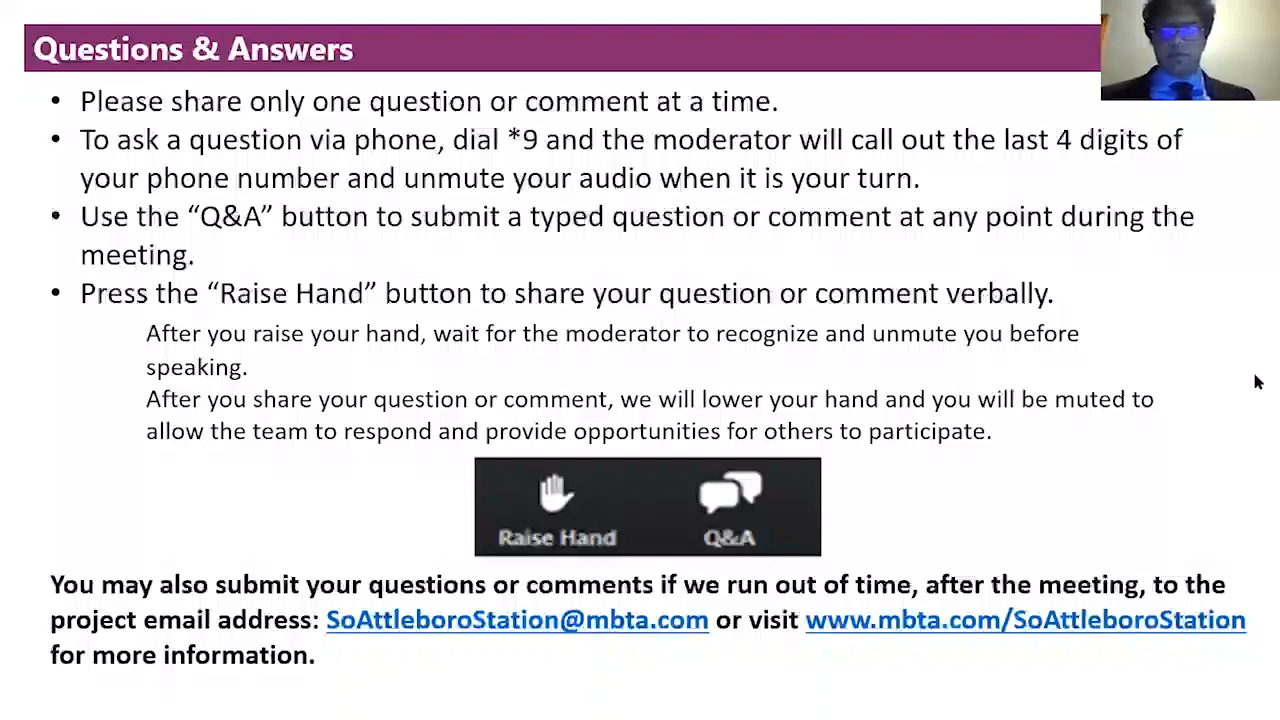 Questions & Answers
• Please share only one question or comment at a time.
• To ask a question via phone, dial *9 and the moderator will call out the last 4 digits of
your phone number and unmute your audio when it is your turn.
• Use the “Q&A” button to submit a typed question or comment at any point during the
meeting.
• Press the “Raise Hand” button to share your question or comment verbally.
After you raise your hand, wait for the moderator to recognize and unmute you before
speaking.
After you share your question or comment, we will lower your hand and you will be muted to
allow the team to respond and provide opportunities for others to participate.
Raise Hand Q&A
You may also submit your questions or comments if we run out of time, after the meeting, to the
project email address: SoAttleboroStation@mbta.com or visit www.mbta.com/SoAttleboroStation
for more information.